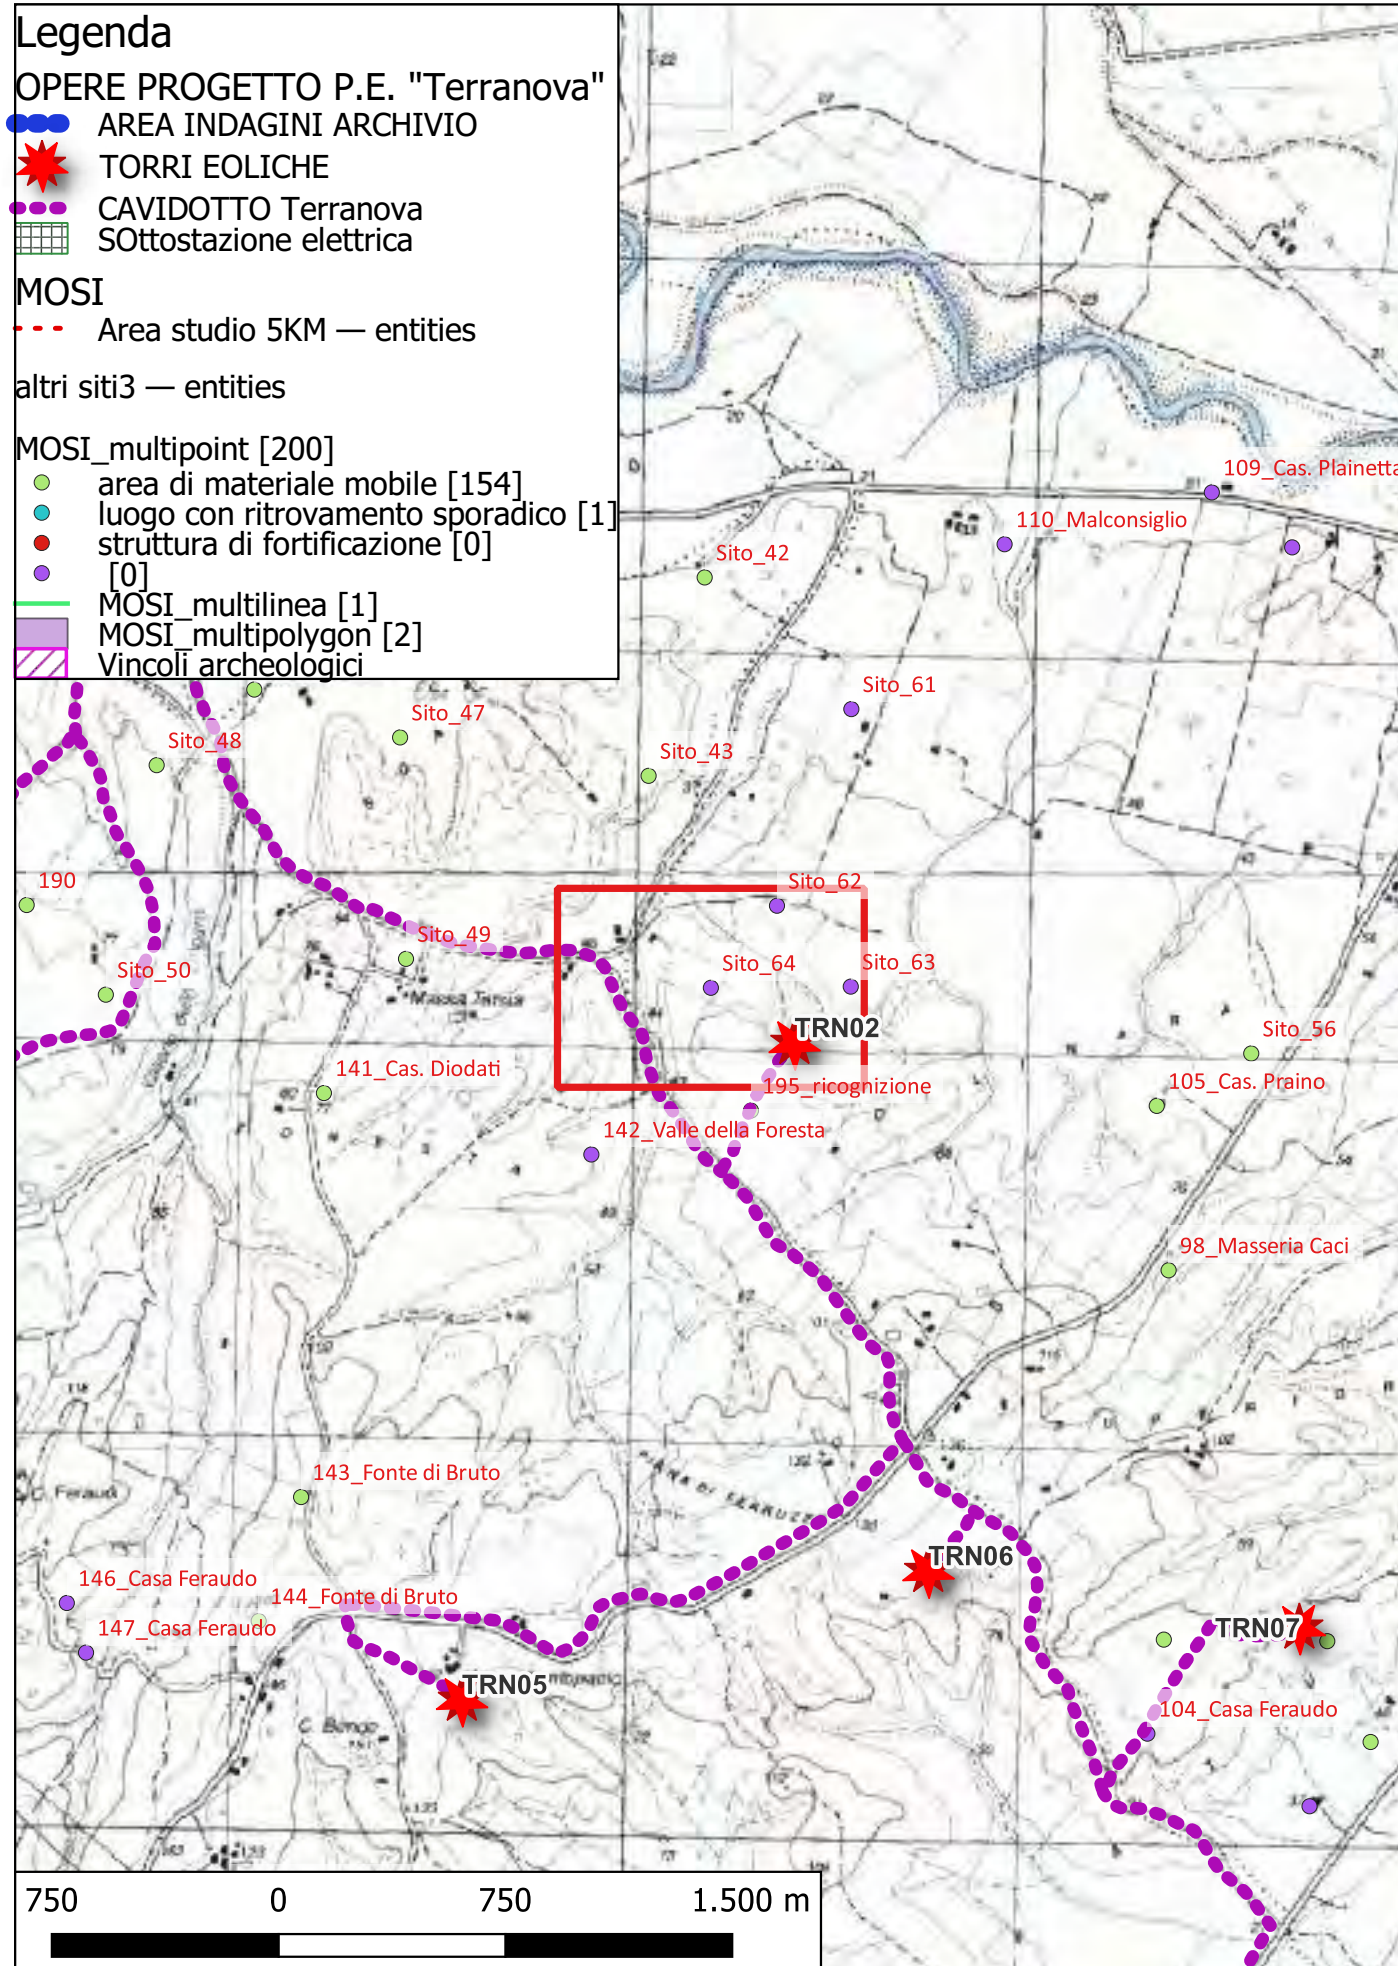 Legenda
OPERE PROGETTO P.E. "Terranova"
AREA INDAGINI ARCHIVIO
TORRI EOLICHE
CAVIDOTTO Terranova
SOttostazione elettrica
MOSI
Area studio 5KM — entities
altri siti3 — entities
MOSI_multipoint [200]
area di materiale mobile [154]
luogo con ritrovamento sporadico [1]
struttura di fortificazione [0]
[0]
MOSI_multilinea [1]
MOSI_multipolygon [2]
Vincoli archeologici
109_Cas. Plainetta
110_Malconsiglio
Sito_42
Sito_61
Sito_47
Sito_48
Sito_43
190
Sito_62
Sito_49
Sito_64
Sito_63
Sito_50
TRN02
Sito_56
141_Cas. Diodati
105_Cas. Praino
195_ricognizione
142_Valle della Foresta
98_Masseria Caci
143_Fonte di Bruto
C. Feraudo
TRN06
146_Casa Feraudo
144_Fonte di Bruto
147_Casa Feraudo
TRN07
TRN05
104_Casa Feraudo
750 0 750 1.500 m